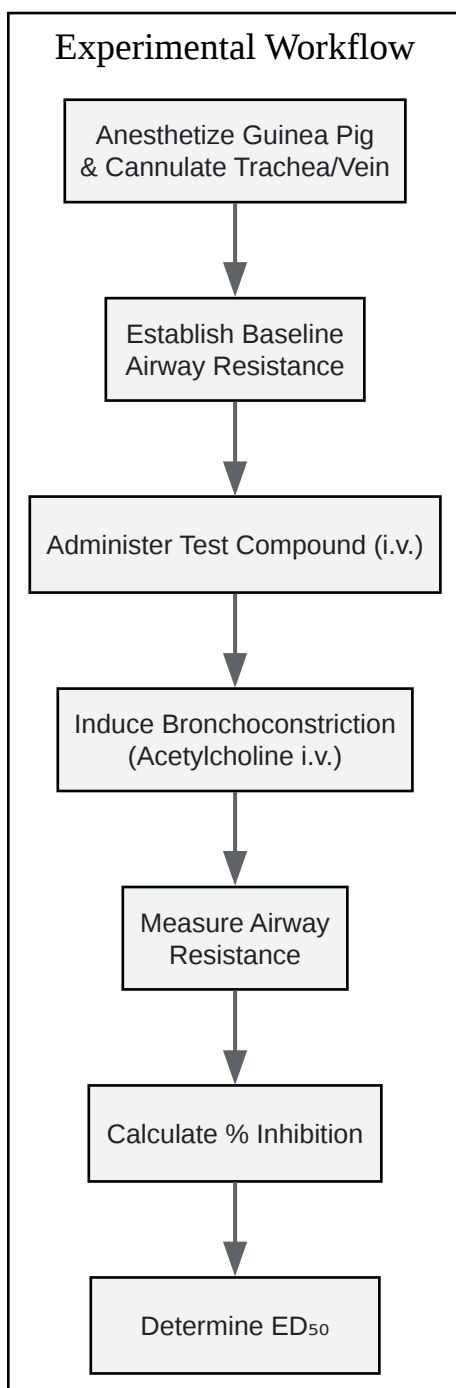 Experimental Workflow
Anesthetize Guinea Pig
& Cannulate Trachea/Vein
Establish Baseline
Airway Resistance
Administer Test Compound (i.v.)
Induce Bronchoconstriction
(Acetylcholine i.v.)
Measure Airway
Resistance
Calculate % Inhibition
Determine ED₅₀